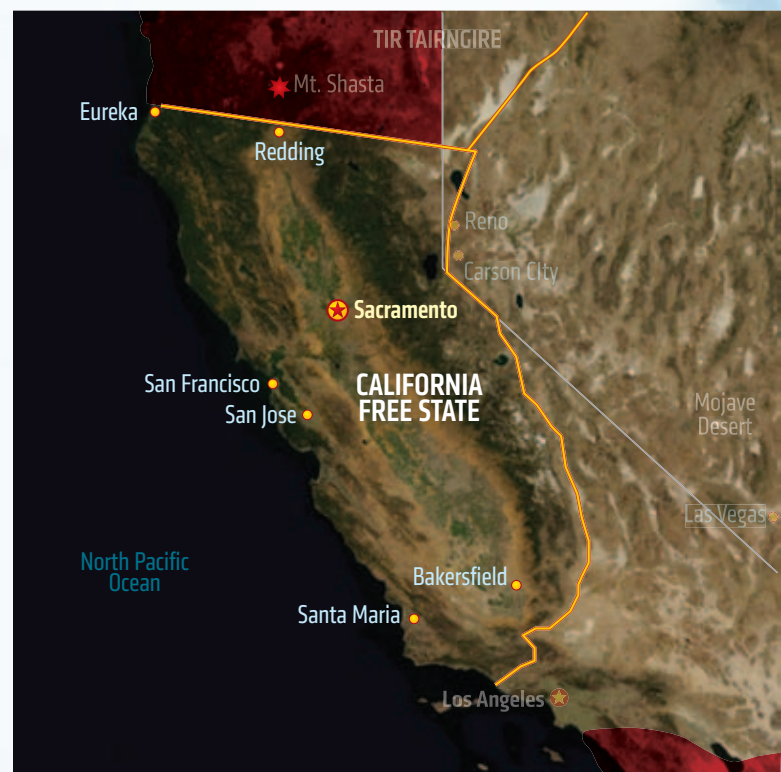 TIR TAIRNGIRE
Mt. Shasta
Eureka
Redding
Reno
Carson CIty
Sacramento
San Francisco
CALIFORNIA
FREE STATE
San Jose
Mojave
Desert
Las Vegas
North Pacific
Ocean
Bakersfield
Santa Maria
Los Angeles